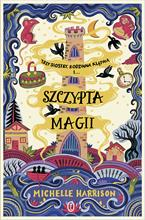 TRZY SIOSTRY, RODZINNA KLĄTWA
I...
SZCZYPTA
MAGII
MICHELLE HARRISON